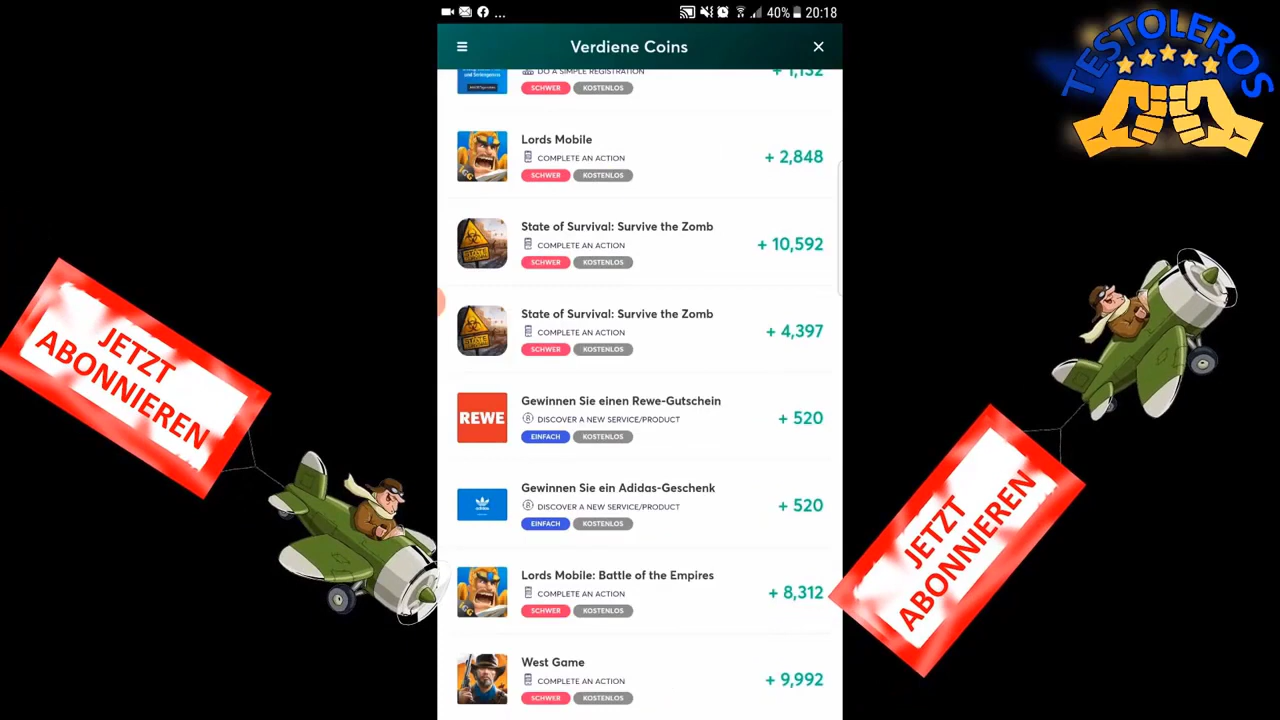 40% 20:18
Verdiene Coins
DO A SIMPLE REGISTRATION
+ 1,132
SCHWER KOSTENLOS
Lords Mobile
COMPLETE AN ACTION
+ 2,848
SCHWER KOSTENLOS
State of Survival: Survive the Zomb
COMPLETE AN ACTION
+ 10,592
SCHWER KOSTENLOS
State of Survival: Survive the Zomb
COMPLETE AN ACTION
+ 4,397
SCHWER KOSTENLOS
REWE
Gewinnen Sie einen Rewe-Gutschein
DISCOVER A NEW SERVICE/PRODUCT
+ 520
EINFACH KOSTENLOS
Gewinnen Sie ein Adidas-Geschenk
DISCOVER A NEW SERVICE/PRODUCT
+ 520
EINFACH KOSTENLOS
IGG
Lords Mobile: Battle of the Empires
COMPLETE AN ACTION
+ 8,312
SCHWER KOSTENLOS
West Game
COMPLETE AN ACTION
+ 9,992
SCHWER KOSTENLOS
JETZT
ABONNIEREN
JETZT
ABONNIEREN
TESTOLEROS